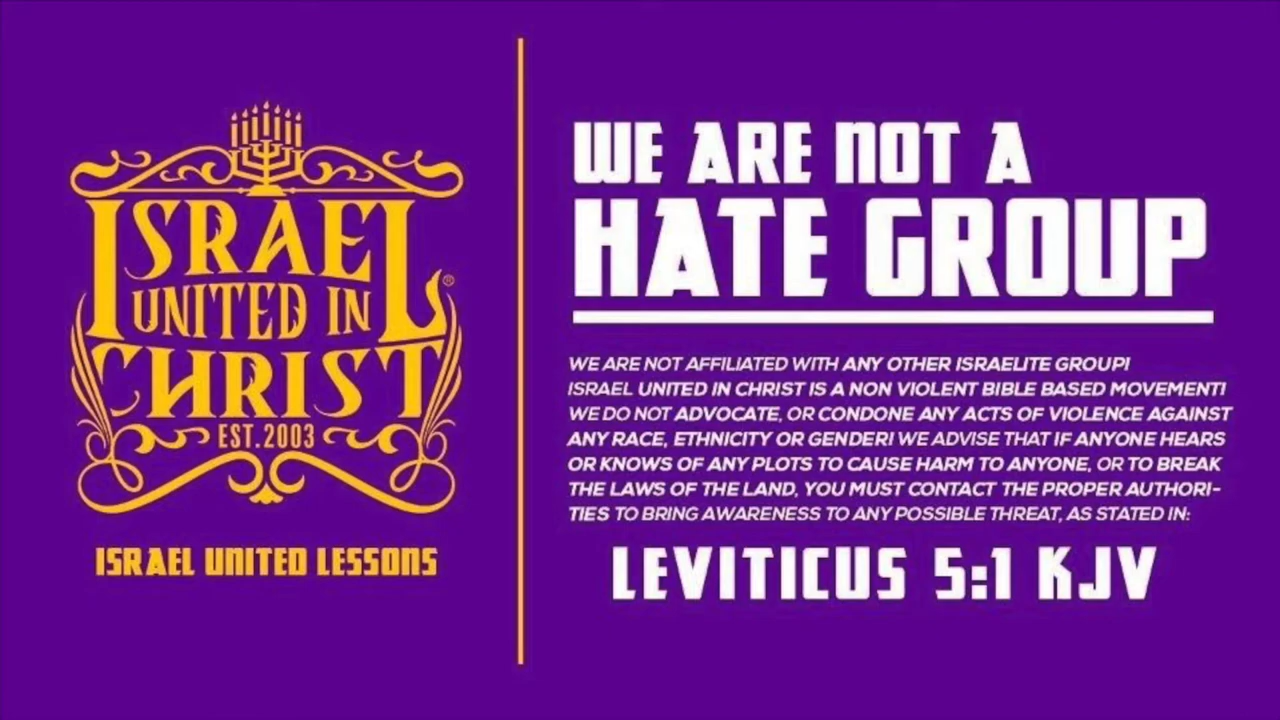 ISRAEL
UNITED IN
CHRIST
EST.2003
®
ISRAEL UNITED LESSONS
WE ARE NOT A
HATE GROUP
WE ARE NOT AFFILIATED WITH ANY OTHER ISRAELITE GROUP!
ISRAEL UNITED IN CHRIST IS A NON VIOLENT BIBLE BASED MOVEMENT!
WE DO NOT ADVOCATE, OR CONDONE ANY ACTS OF VIOLENCE AGAINST
ANY RACE, ETHNICITY OR GENDER! WE ADVISE THAT IF ANYONE HEARS
OR KNOWS OF ANY PLOTS TO CAUSE HARM TO ANYONE, OR TO BREAK
THE LAWS OF THE LAND, YOU MUST CONTACT THE PROPER AUTHORI-
TIES TO BRING AWARENESS TO ANY POSSIBLE THREAT, AS STATED IN:
LEVITICUS 5:1 KJV